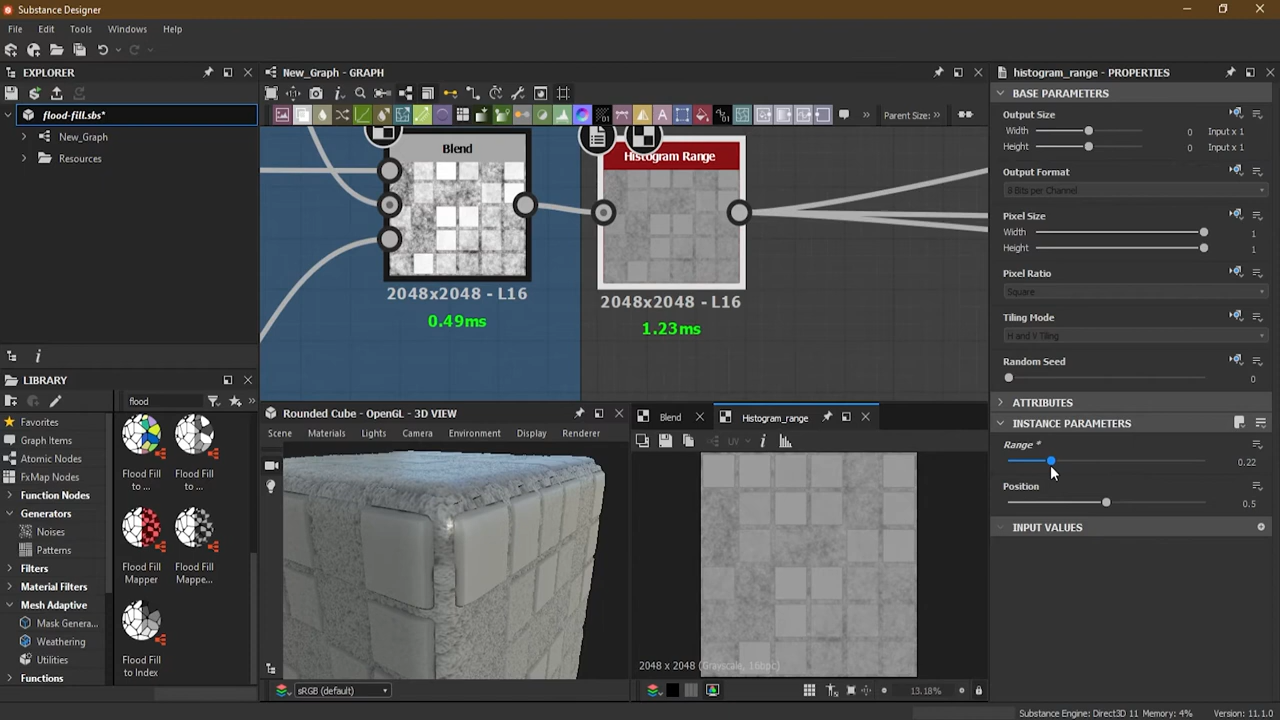 Substance Designer
File Edit Tools Windows Help
EXPLORER
flood-fill.sbs*
New_Graph
Resources
LIBRARY
flood
Favorites
Graph Items
Atomic Nodes
FxMap Nodes
Function Nodes
Generators
Noises
Patterns
Filters
Material Filters
Mesh Adaptive
Mask Genera...
Weathering
Utilities
Functions
Flood Fill to ...
Flood Fill to ...
Flood Fill Mapper
Flood Fill Mappe...
Flood Fill to Index
New_Graph - GRAPH
Parent Size:
Blend
2048x2048 - L16
0.49ms
Histogram Range
2048x2048 - L16
1.23ms
Rounded Cube - OpenGL - 3D VIEW
Scene Materials Lights Camera Environment Display Renderer
sRGB (default)
Blend
Histogram_range
UV
2048 x 2048 (Grayscale, 16bpc)
13.18%
histogram_range - PROPERTIES
BASE PARAMETERS
Output Size
Width 0 Input x 1
Height 0 Input x 1
Output Format
8 Bits per Channel
Pixel Size
Width 1
Height 1
Pixel Ratio
Square
Tiling Mode
H and V Tiling
Random Seed
0
ATTRIBUTES
INSTANCE PARAMETERS
Range *
0.22
Position
0.5
INPUT VALUES
Substance Engine: Direct3D 11 Memory: 4% Version: 11.1.0